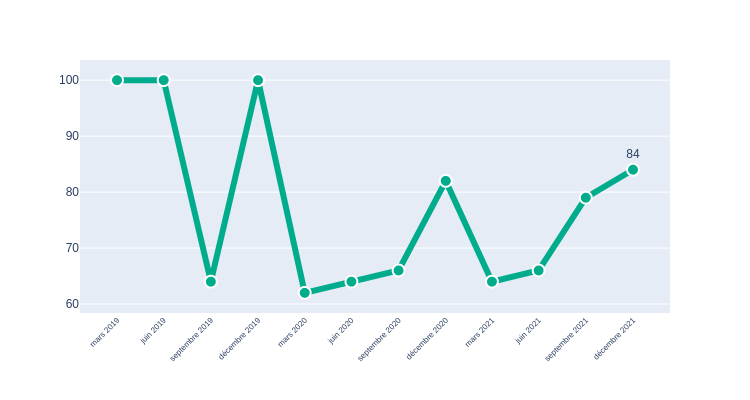 100
90
84
80
70
60
mars 2019
juin 2019
septembre 2019
décembre 2019
mars 2020
juin 2020
septembre 2020
décembre 2020
mars 2021
juin 2021
septembre 2021
décembre 2021